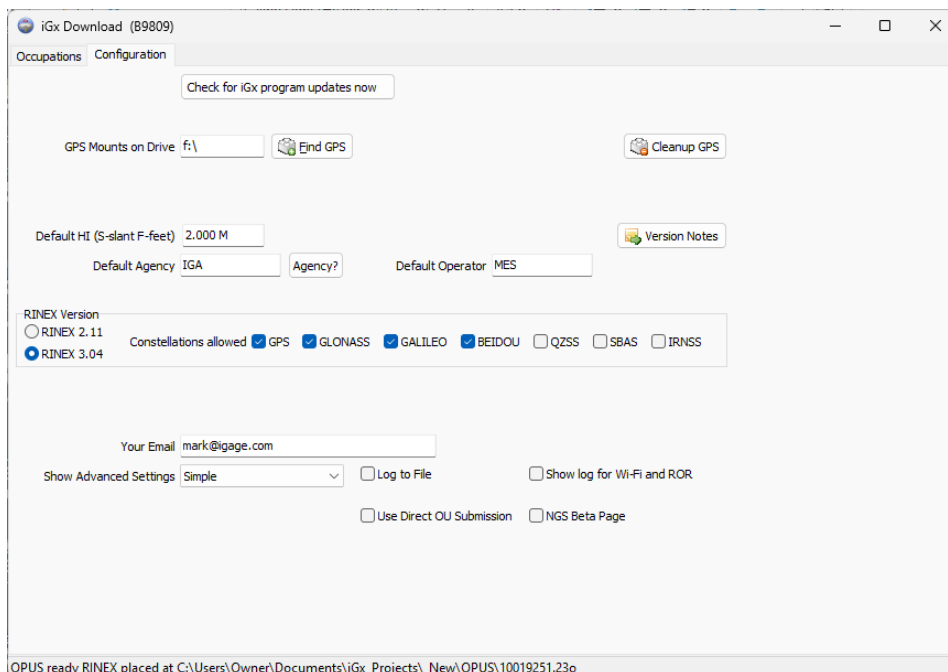 iGx Download (B9809)
Occupations Configuration
Check for iGx program updates now
GPS Mounts on Drive f:\ Find GPS Cleanup GPS
Default HI (S-slant F-feet) 2.000 M Version Notes
Default Agency IGA Agency? Default Operator MES
RINEX Version
RINEX 2.11
Constellations allowed GPS GLONASS GALILEO BEIDOU QZSS SBAS IRNSS
RINEX 3.04
Your Email mark@igage.com
Show Advanced Settings Simple Log to File Show log for Wi-Fi and ROR
Use Direct OU Submission NGS Beta Page
OPUS ready RINEX placed at C:\Users\Owner\Documents\iGx_Projects\_New\OPUS\10019251.23o